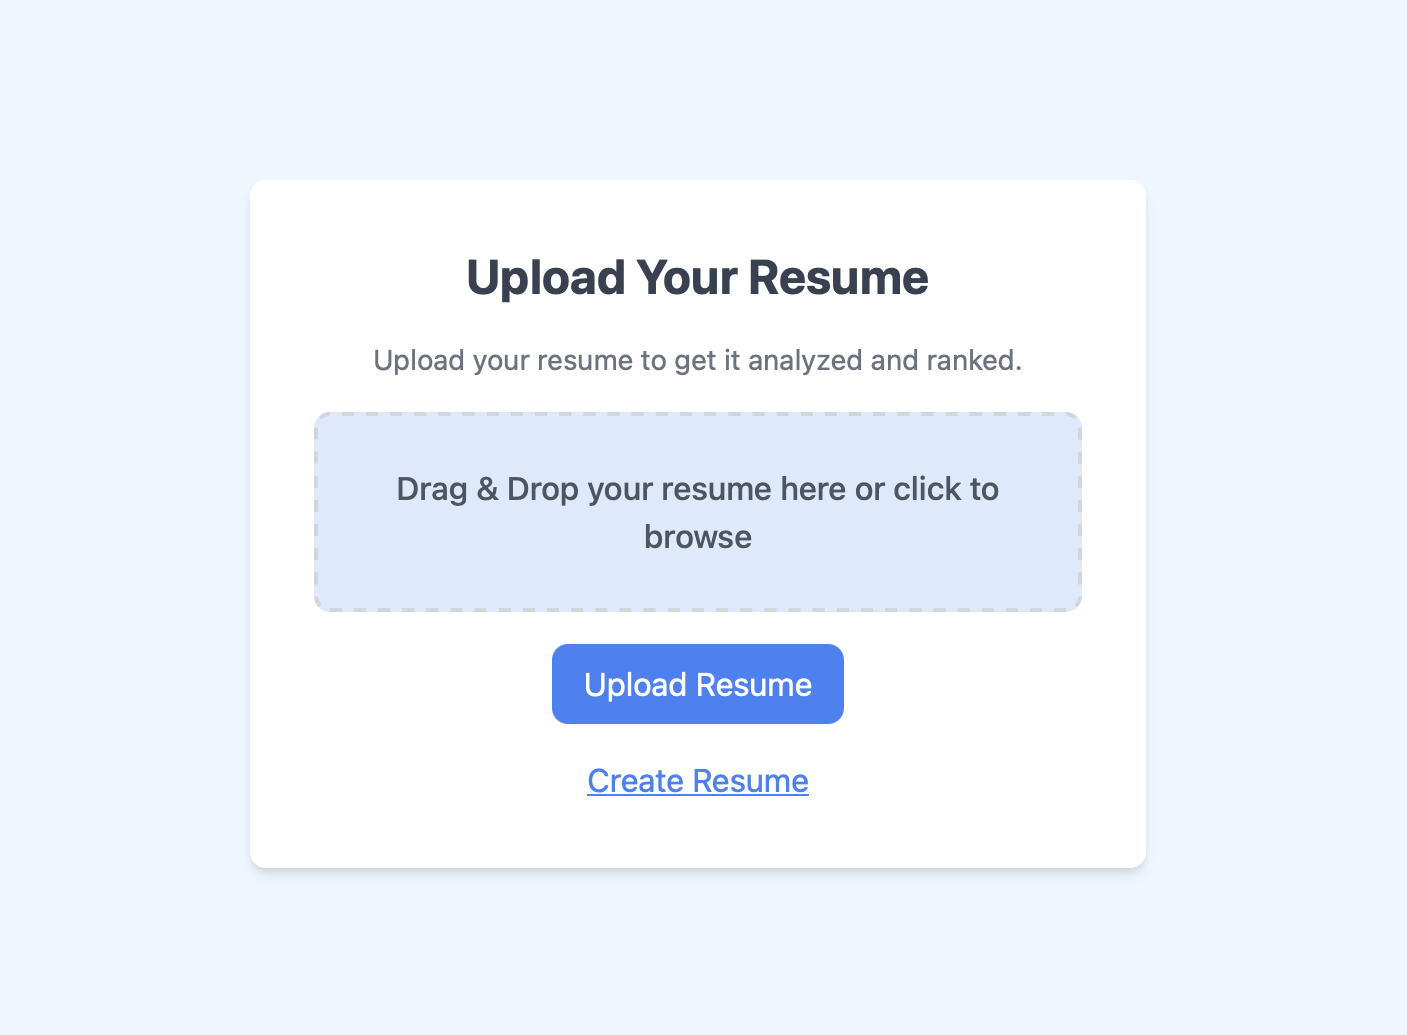 Upload Your Resume
Upload your resume to get it analyzed and ranked.
Drag & Drop your resume here or click to
browse
Upload Resume
Create Resume